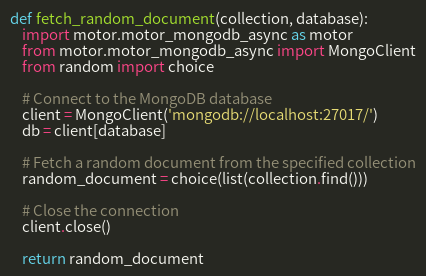 def fetch_random_document(collection, database):
    import motor.motor_mongodb_async as motor
    from motor.motor_mongodb_async import MongoClient
    from random import choice

    # Connect to the MongoDB database
    client = MongoClient('mongodb://localhost:27017/')
    db = client[database]

    # Fetch a random document from the specified collection
    random_document = choice(list(collection.find()))

    # Close the connection
    client.close()

    return random_document